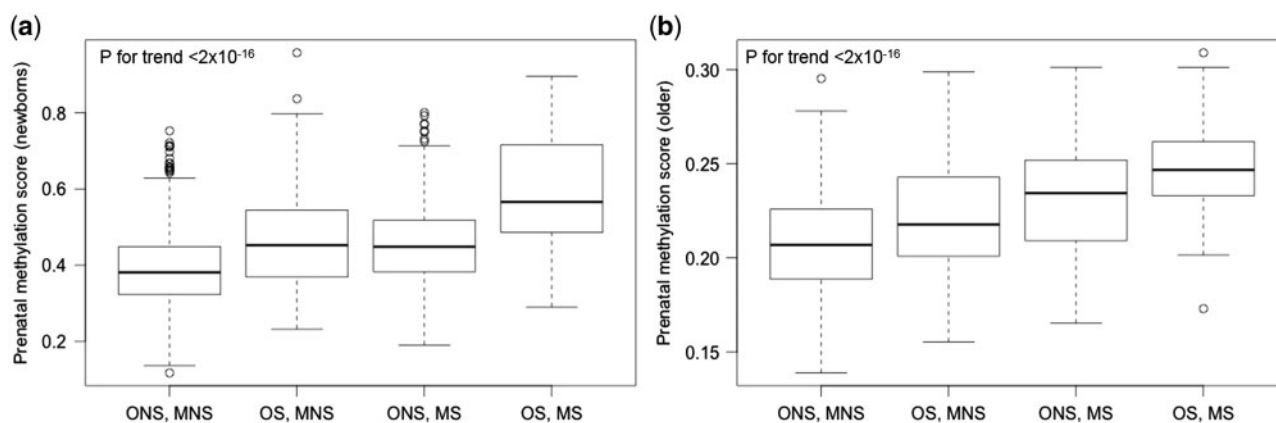 (a)
P for trend <2x10⁻¹⁶
Prenatal methylation score (newborns)
0.8
0.6
0.4
0.2
ONS, MNS OS, MNS ONS, MS OS, MS
(b)
P for trend <2x10⁻¹⁶
Prenatal methylation score (older)
0.30
0.25
0.20
0.15
ONS, MNS OS, MNS ONS, MS OS, MS